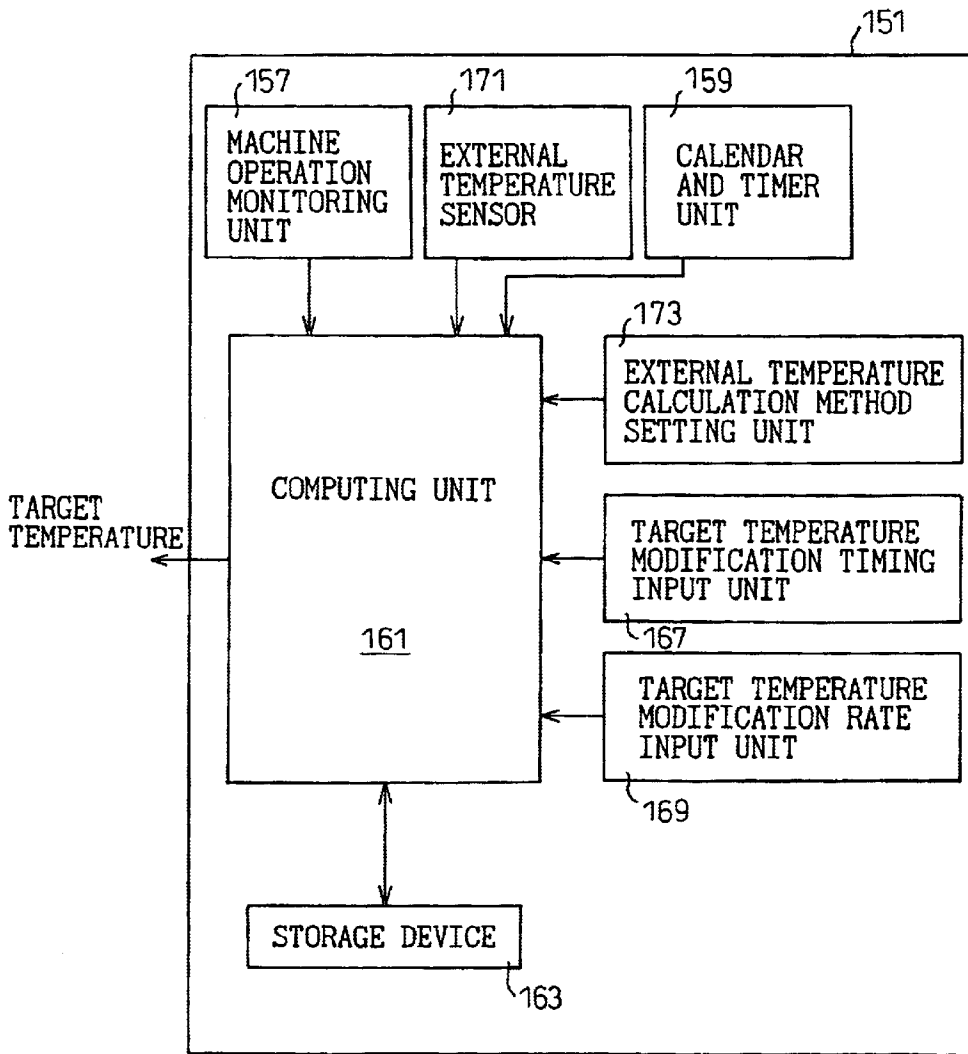 151
157
171
159
MACHINE
OPERATION
MONITORING
UNIT
EXTERNAL
TEMPERATURE
SENSOR
CALENDAR
AND TIMER
UNIT
173
EXTERNAL TEMPERATURE
CALCULATION METHOD
SETTING UNIT
COMPUTING UNIT
161
TARGET
TEMPERATURE
TARGET TEMPERATURE
MODIFICATION TIMING
INPUT UNIT
167
TARGET TEMPERATURE
MODIFICATION RATE
INPUT UNIT
169
STORAGE DEVICE
163